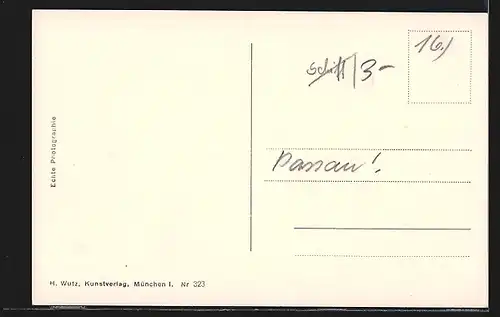 16.)
Schiff/3-
Passau!
Echte Photographie
H. Wutz, Kunstverlag, München I. Nr 323